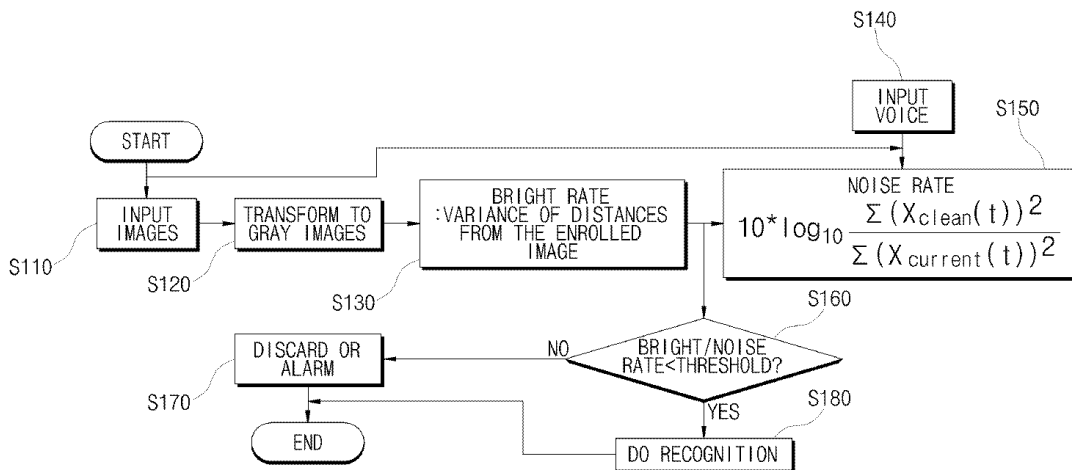 S140
INPUT
VOICE
S150
START
NOISE RATE
10*log10 Σ(Xclean(t))2
Σ(Xcurrent(t))2
INPUT
IMAGES
S110
TRANSFORM TO
GRAY IMAGES
S120
BRIGHT RATE
:VARIANCE OF DISTANCES
FROM THE ENROLLED
IMAGE
S130
S160
BRIGHT/NOISE
RATE<THRESHOLD?
NO
YES
DISCARD OR
ALARM
S170
S180
DO RECOGNITION
END